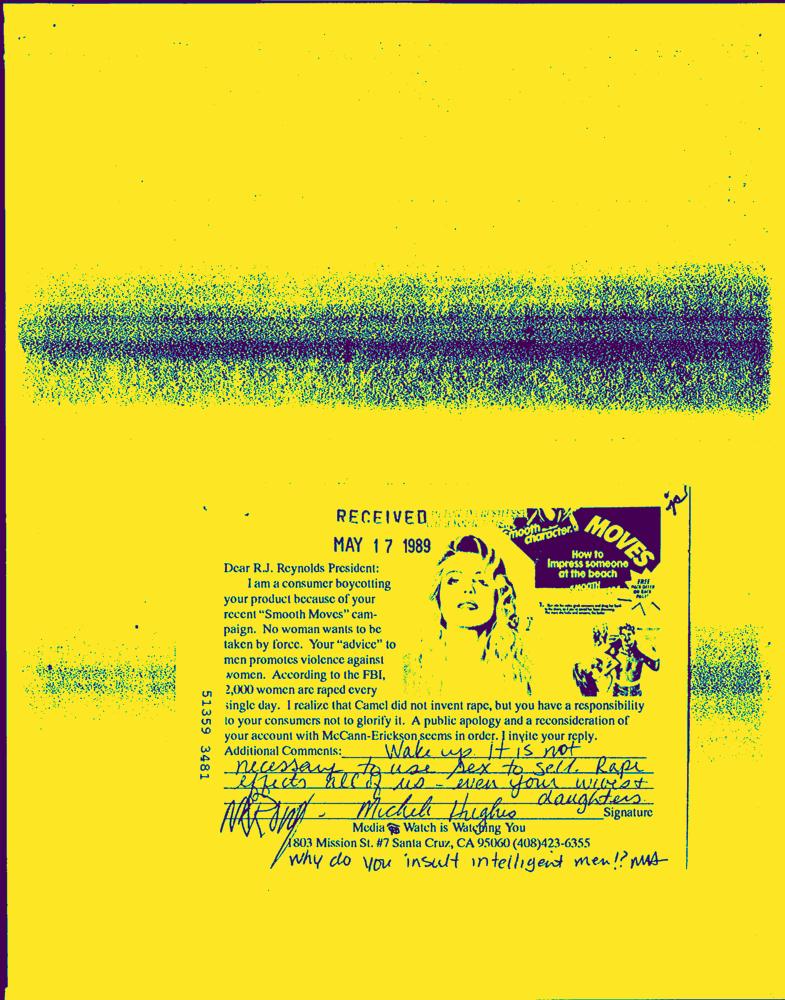 RECEIVED
MAY 17 1989
smooth character.
MOVES
How to
impress someone
at the beach
FREE
Dear R.J. Reynolds President:
I am a consumer boycotting
your product because of your
recent “Smooth Moves” cam-
paign. No woman wants to be
taken by force. Your “advice” to
men promotes violence against
women. According to the FBI,
2,000 women are raped every
single day. I realize that Camel did not invent rape, but you have a responsibility
to your consumers not to glorify it. A public apology and a reconsideration of
your account with McCann-Erickson seems in order. I invite your reply.
Additional Comments: Wake up. It is not
necessary to use sex to sell. Rape
effects all of us - even your wives +
daughters
Michele Hughes
Signature
Media Watch is Watching You
1803 Mission St. #7 Santa Cruz, CA 95060 (408)423-6355
Why do you insult intelligent men!?
51359 3481